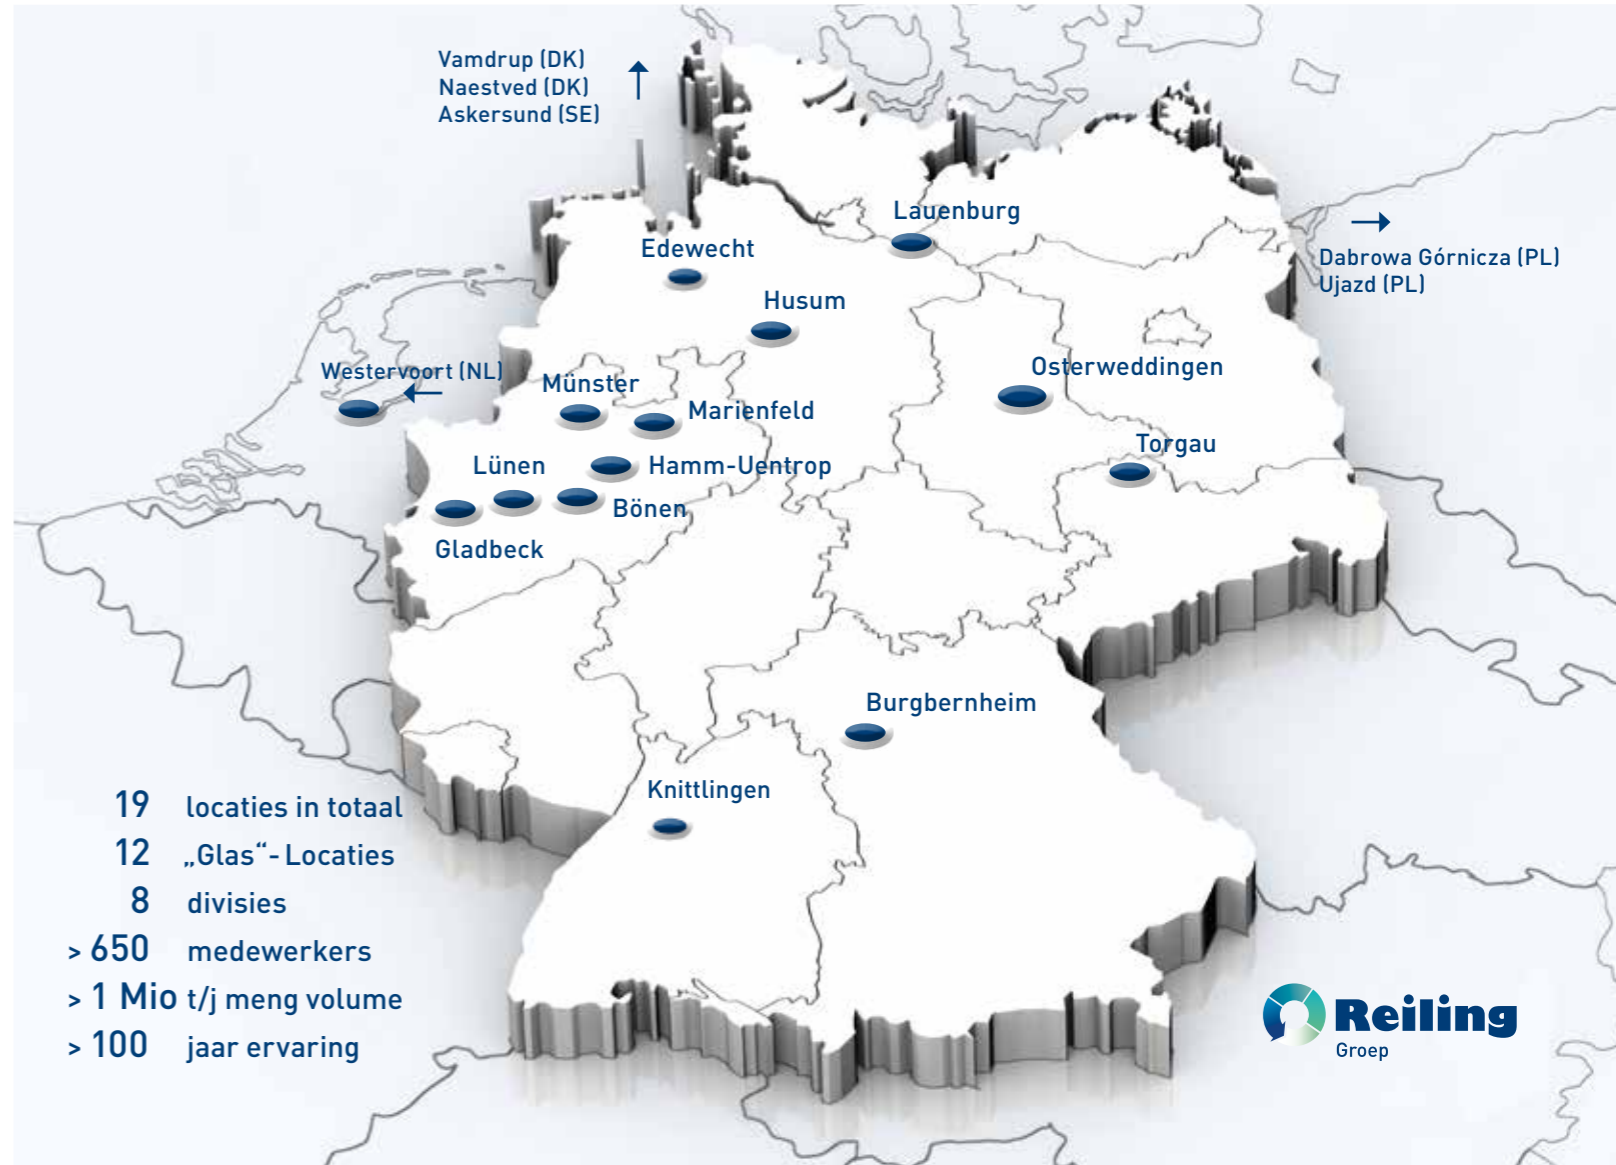 Vamdrup (DK)
Naestved (DK)
Askersund (SE)
Lauenburg
Edewecht
Dabrowa Górnicza (PL)
Ujazd (PL)
Husum
Westervoort (NL)
Münster
Osterweddingen
Marienfeld
Torgau
Lünen
Hamm-Uentrop
Bönen
Gladbeck
Burgbernheim
Knittlingen
19 locaties in totaal
12 „Glas“- Locaties
8 divisies
> 650 medewerkers
> 1 Mio t/j meng volume
> 100 jaar ervaring
Reiling
Groep